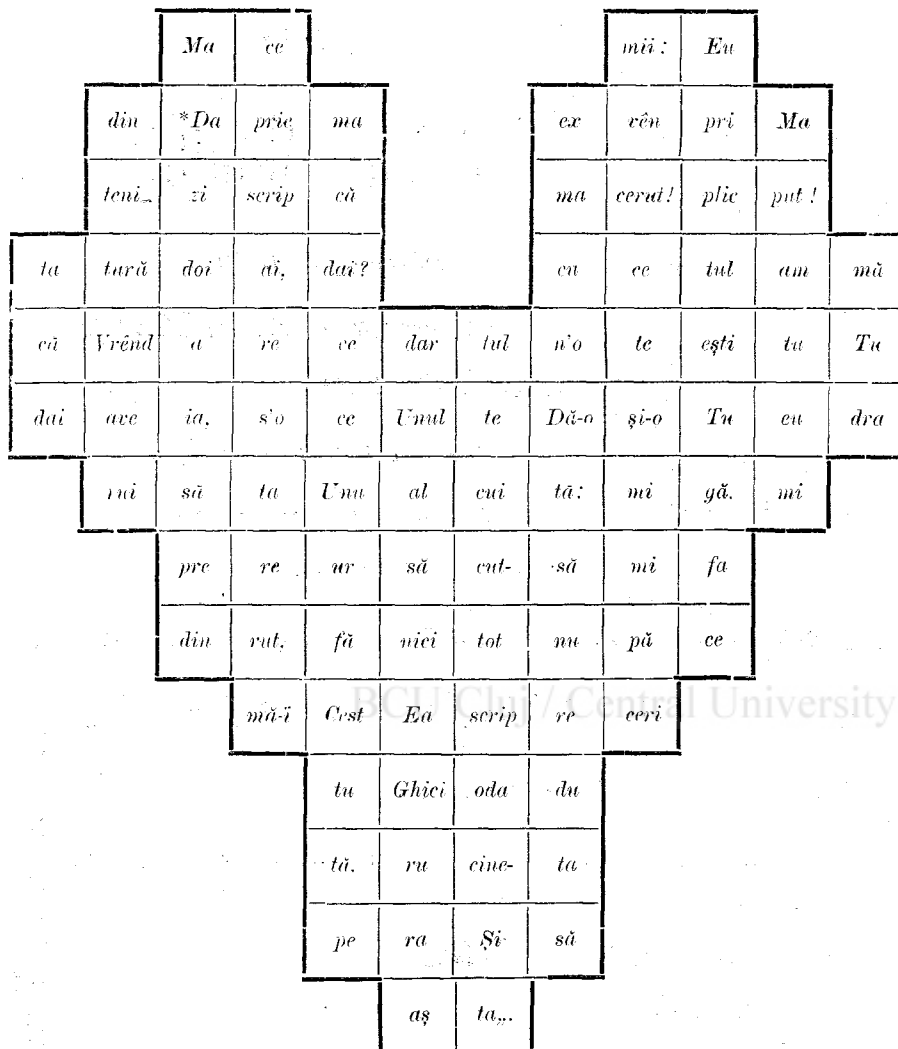 Ma ce mii: Eu
din *Da prie ma ex vên pri Ma
teni„ zi scrip că ma cerut! plic put!
ta tură doi ai, dai? cu ce tul am mă
că Vrênd a re ce dar tul n'o te ești tu Tu
dai ave ia, s'o ce Unul te Dă-o și-o Tu eu dra
rui să ta Unu al cui tă: mi gă. mi
pre re ur să cut- să mi fa
din rut, fă nici tot nu pă ce
mă-ï Cest Ea scrip re ceri
BCU Cluj / Central University
tu Ghici oda du
tă. ru cine- ta
pe ra Și să
aș ta„.